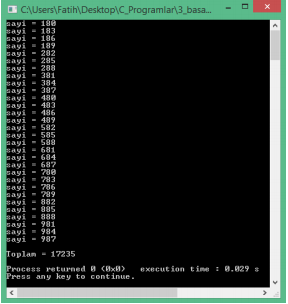 C:\Users\Fatih\Desktop\C_Programlar\3_basa...
sayi = 180
sayi = 183
sayi = 186
sayi = 189
sayi = 282
sayi = 285
sayi = 288
sayi = 381
sayi = 384
sayi = 387
sayi = 480
sayi = 483
sayi = 486
sayi = 489
sayi = 582
sayi = 585
sayi = 588
sayi = 681
sayi = 684
sayi = 687
sayi = 780
sayi = 783
sayi = 786
sayi = 789
sayi = 882
sayi = 885
sayi = 888
sayi = 981
sayi = 984
sayi = 987
Toplam = 17235
Process returned 0 (0x0)   execution time : 0.029 s
Press any key to continue.